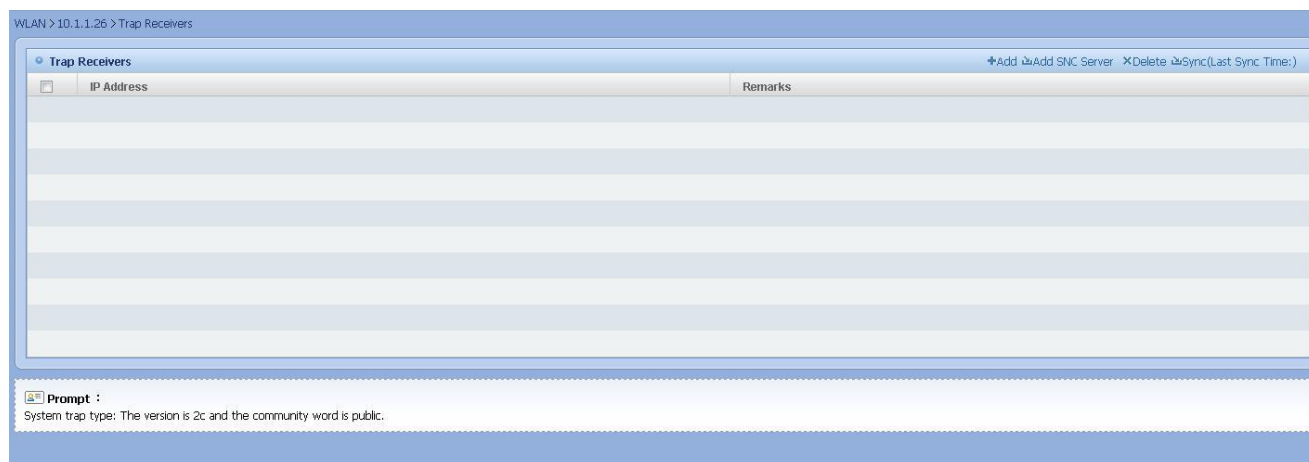 WLAN > 10.1.1.26 > Trap Receivers
Trap Receivers +Add Add SNC Server ×Delete Sync(Last Sync Time:)
IP Address Remarks
Prompt :
System trap type: The version is 2c and the community word is public.